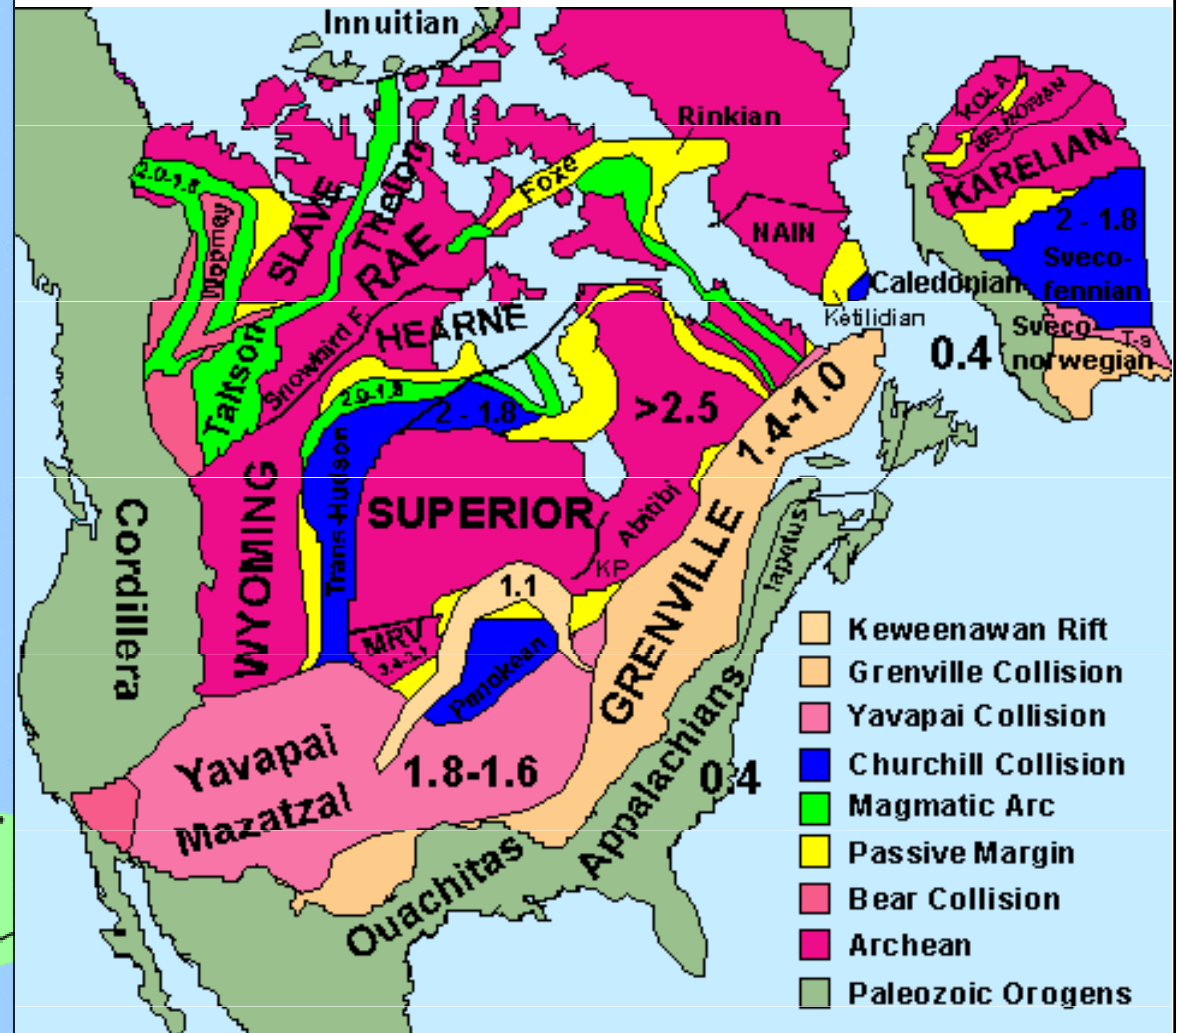 Innuitian
Rinkian
KOLA
BELMONIAN
KARELIAN
2.0-1.8
Wopmay
SLAVE
Thelon
RAE
Foxe
NAIN
2 - 1.8
Sveco-
fennian
Caledonian
Ketilidian
Sveco
norwegian
T-s
0.4
HEARNE
Snowbird F.
Taltson
2.0-1.8
2 - 1.8
>2.5
1.4-1.0
Cordillera
WYOMING
Trans-Hudson
SUPERIOR
Abitibi
KP
Iapetus
GRENVILLE
1.1
MRV
Penokean
Yavapai
Mazatzal
1.8-1.6
Appalachians
0.4
Ouachitas
Keweenawan Rift
Grenville Collision
Yavapai Collision
Churchill Collision
Magmatic Arc
Passive Margin
Bear Collision
Archean
Paleozoic Orogens